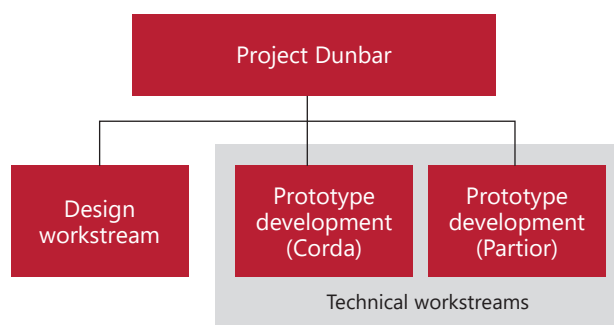 Project Dunbar
Design
workstream
Prototype
development
(Corda)
Prototype
development
(Partior)
Technical workstreams